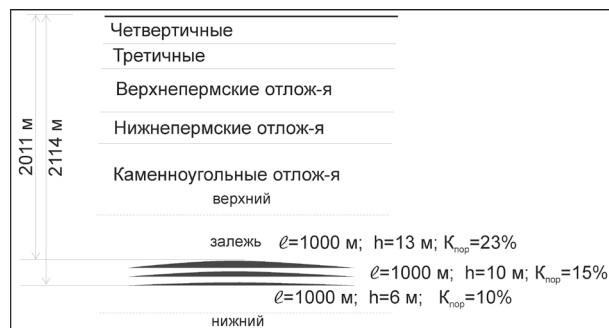 Четвертичные
Третичные
Верхнепермские отлож-я
Нижнепермские отлож-я
Каменноугольные отлож-я
верхний
2011 м
2114 м
залежь ℓ=1000 м; h=13 м; Кпор=23%
ℓ=1000 м; h=10 м; Кпор=15%
ℓ=1000 м; h=6 м; Кпор=10%
нижний